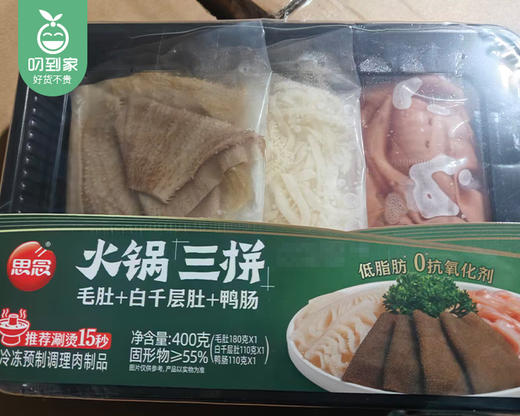 叨到家
好货不贵
思念®
火锅「三拼」
毛肚+白千层肚+鸭肠
低脂肪 0抗氧化剂
推荐涮烫15秒
冷冻预制调理肉制品
净含量:400克
固形物≥55%
(毛肚180克X1
白千层肚110克X1
鸭肠110克X1)
图片仅供参考,产品以实物为准